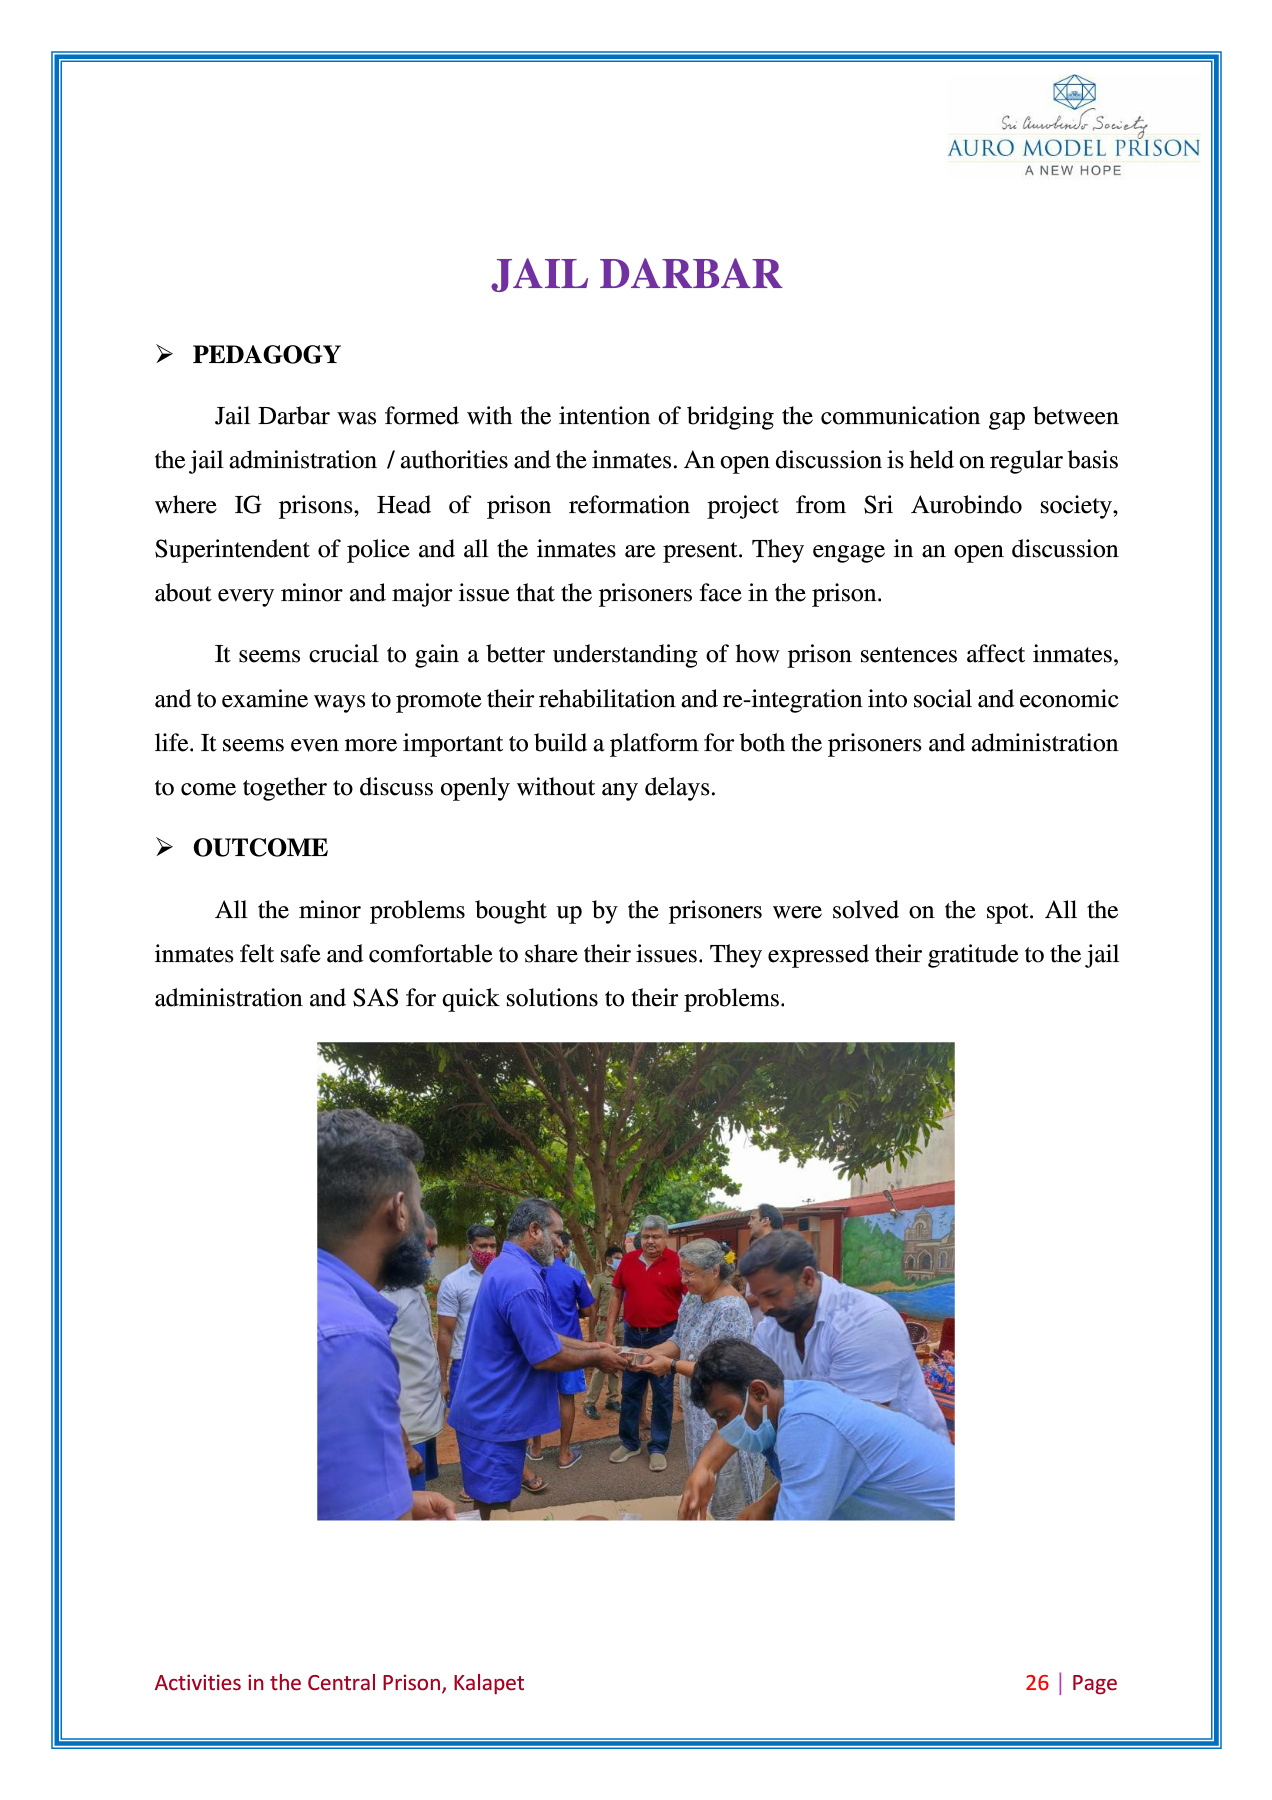 Sri Aurobindo Society
AURO MODEL PRISON
A NEW HOPE
JAIL DARBAR
➢ PEDAGOGY
Jail Darbar was formed with the intention of bridging the communication gap between
the jail administration / authorities and the inmates. An open discussion is held on regular basis
where IG prisons, Head of prison reformation project from Sri Aurobindo society,
Superintendent of police and all the inmates are present. They engage in an open discussion
about every minor and major issue that the prisoners face in the prison.
It seems crucial to gain a better understanding of how prison sentences affect inmates,
and to examine ways to promote their rehabilitation and re-integration into social and economic
life. It seems even more important to build a platform for both the prisoners and administration
to come together to discuss openly without any delays.
➢ OUTCOME
All the minor problems bought up by the prisoners were solved on the spot. All the
inmates felt safe and comfortable to share their issues. They expressed their gratitude to the jail
administration and SAS for quick solutions to their problems.
Activities in the Central Prison, Kalapet 26 | Page